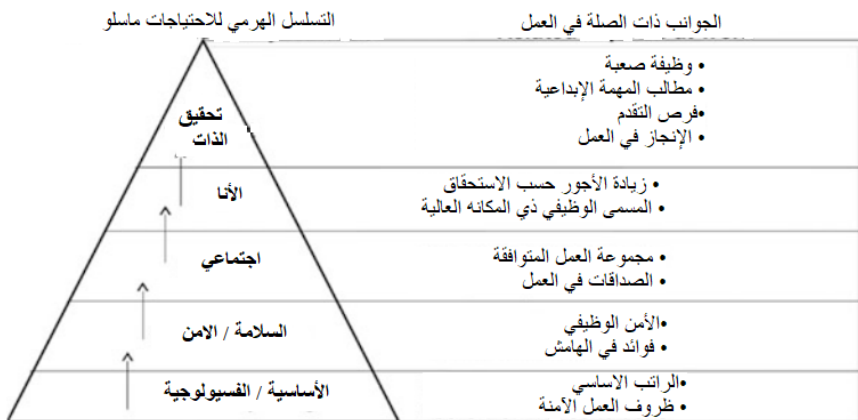 الجوانب ذات الصلة في العمل
التسلسل الهرمي للاحتياجات ماسلو
• وظيفة صعبة
• مطالب المهمة الإبداعية
•فرص التقدم
• الإنجاز في العمل
تحقيق
الذات
• زيادة الأجور حسب الاستحقاق
• المسمى الوظيفي ذي المكانه العالية
الأنا
• مجموعة العمل المتوافقة
• الصداقات في العمل
اجتماعي
•الأمن الوظيفي
• فوائد في الهامش
السلامة / الامن
•الراتب الاساسي
• ظروف العمل الآمنة
الأساسية / الفسيولوجية